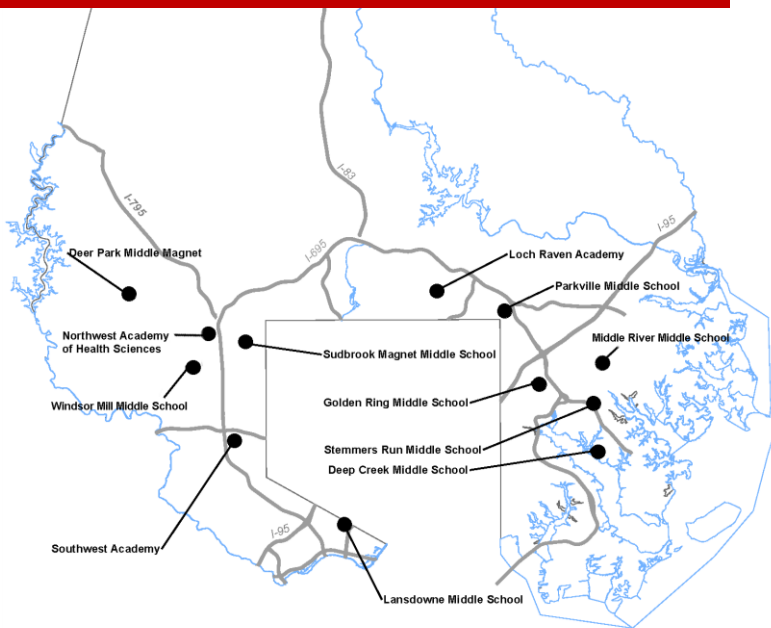 I-83
I-795
I-95
I-695
Deer Park Middle Magnet
Loch Raven Academy
Parkville Middle School
Northwest Academy
of Health Sciences
Middle River Middle School
Sudbrook Magnet Middle School
Windsor Mill Middle School
Golden Ring Middle School
Stemmers Run Middle School
Deep Creek Middle School
I-95
Southwest Academy
Lansdowne Middle School